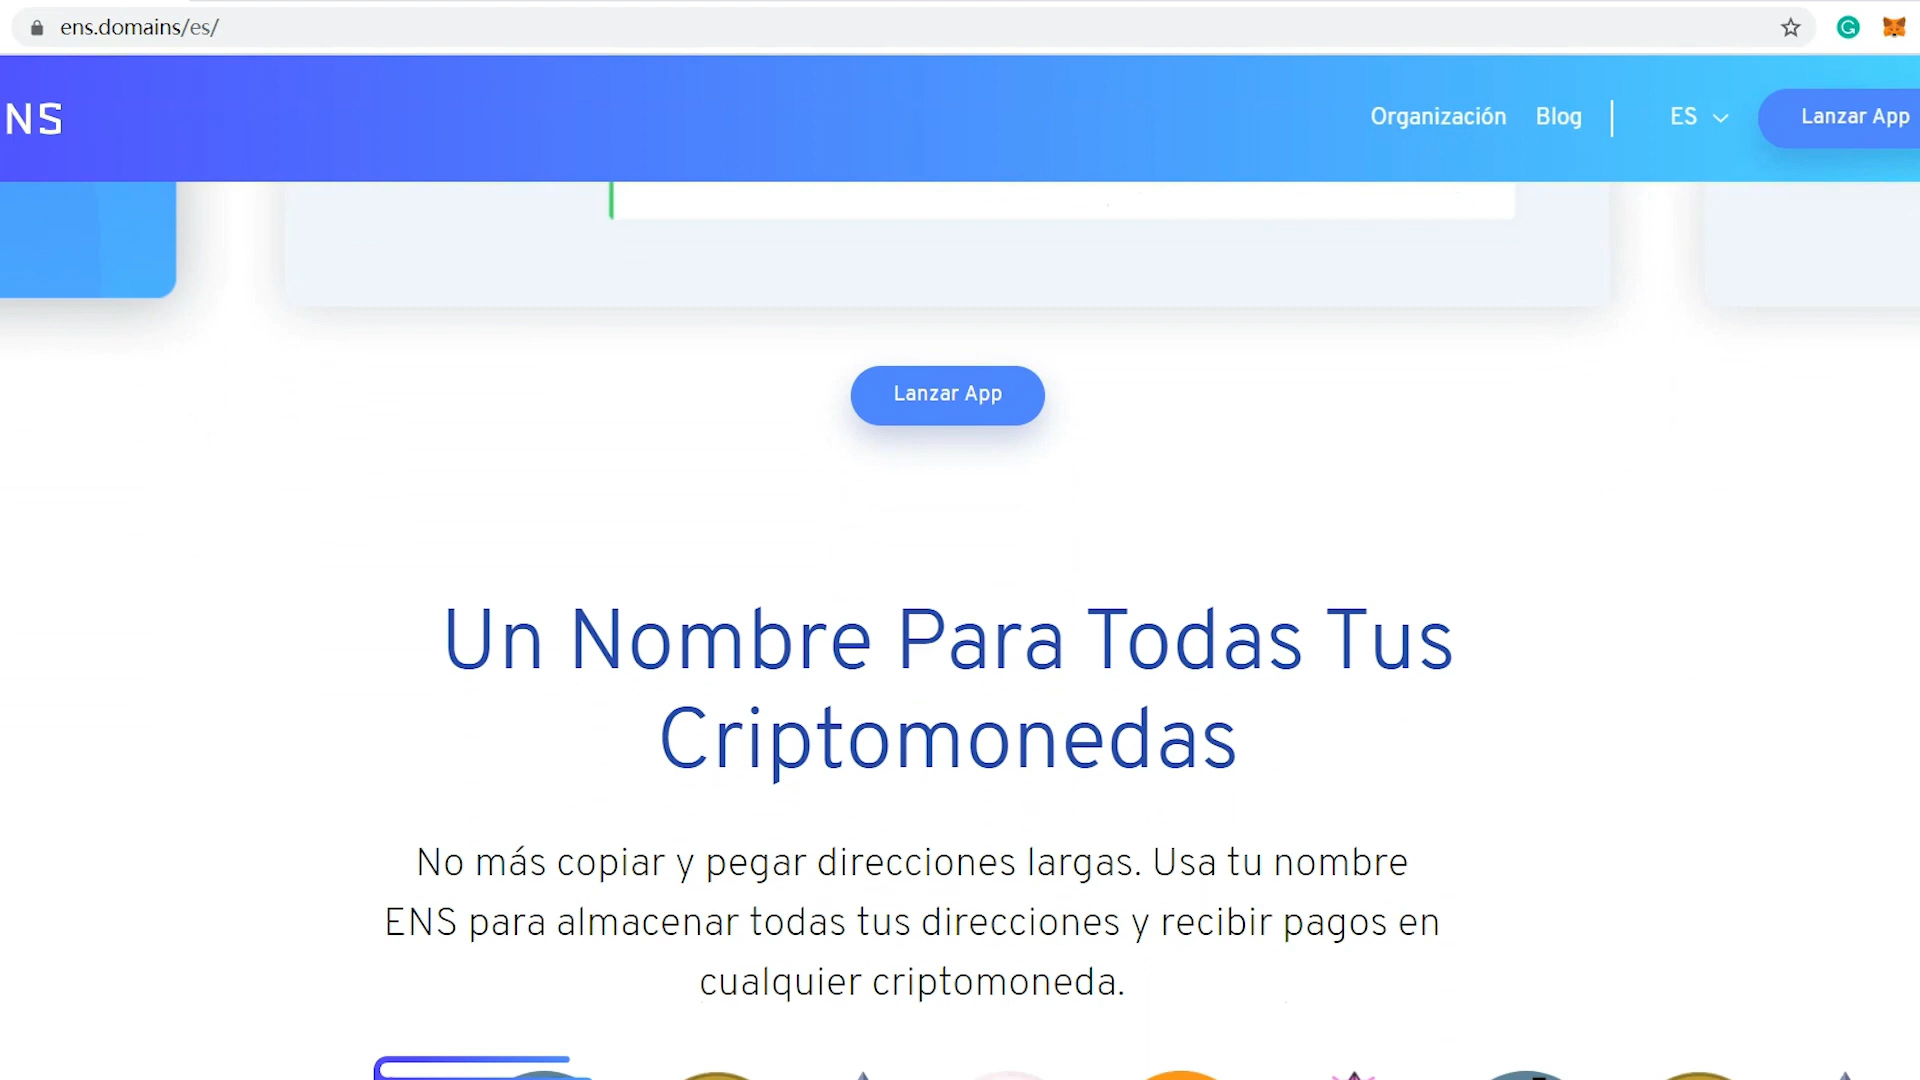 ens.domains/es/
NS
Organización
Blog
ES
Lanzar App
Lanzar App
Un Nombre Para Todas Tus
Criptomonedas
No más copiar y pegar direcciones largas. Usa tu nombre
ENS para almacenar todas tus direcciones y recibir pagos en
cualquier criptomoneda.